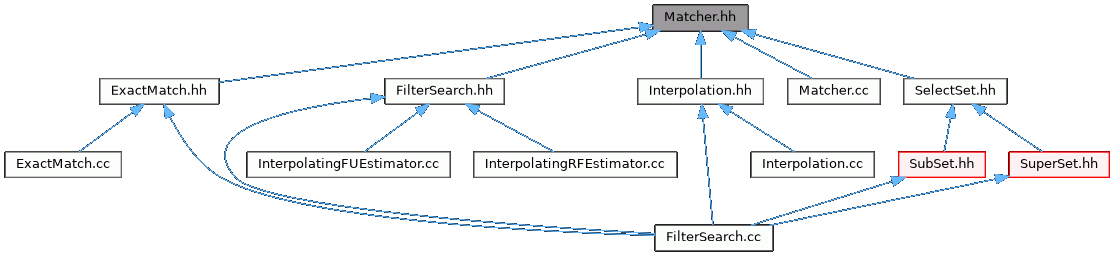 Matcher.hh
ExactMatch.hh
FilterSearch.hh
Interpolation.hh
Matcher.cc
SelectSet.hh
ExactMatch.cc
InterpolatingFUEstimator.cc
InterpolatingRFEstimator.cc
Interpolation.cc
SubSet.hh
SuperSet.hh
FilterSearch.cc